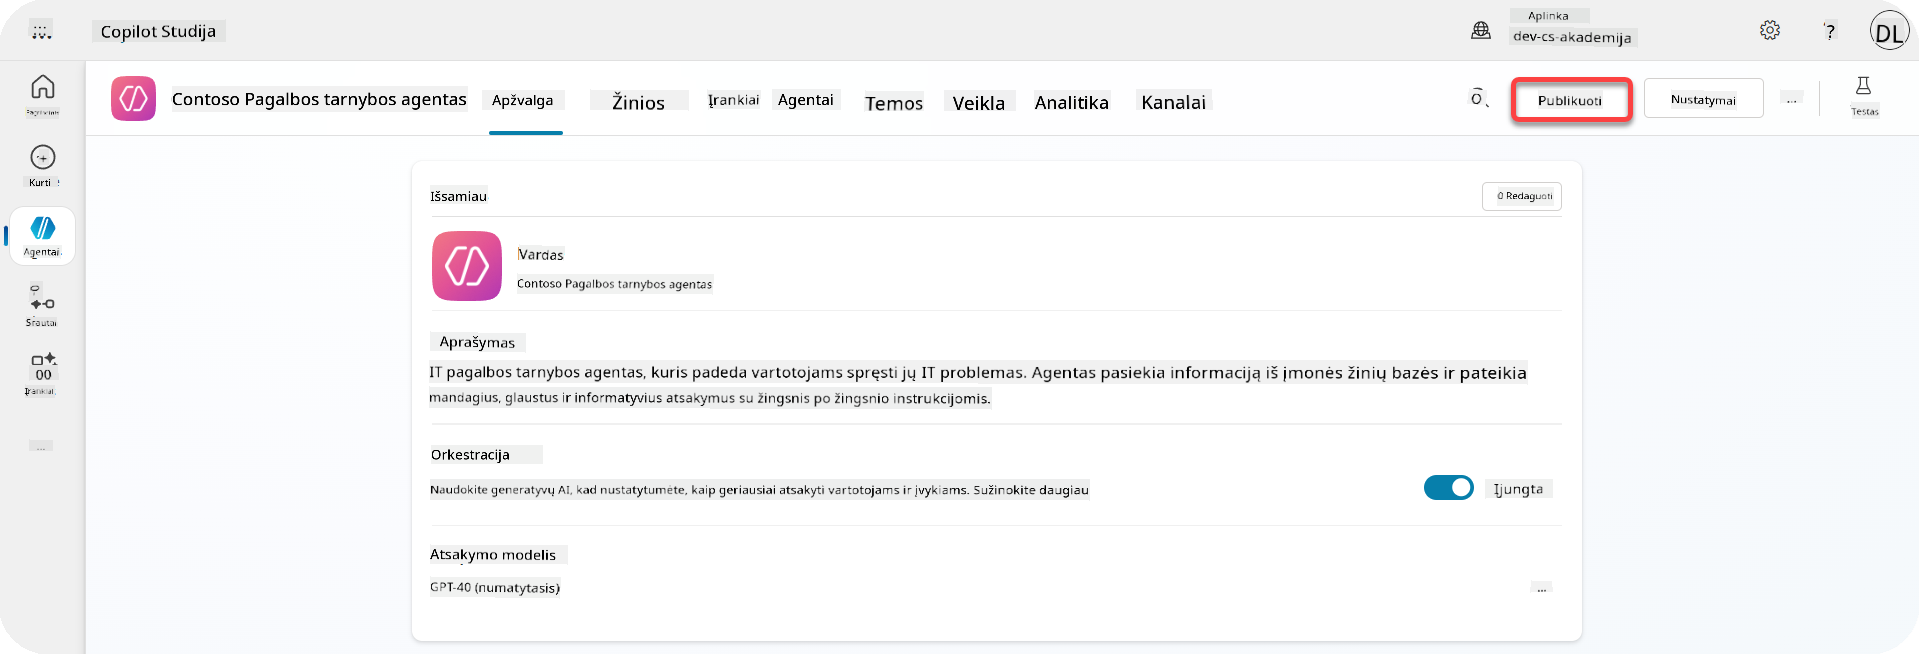 Copilot Studija
Aplinka
dev-cs-akademija
?
DL
Contoso Pagalbos tarnybos agentas
Apžvalga
Žinios
Įrankiai
Agentai
Temos
Veikla
Analitika
Kanalai
Publikuoti
Nustatymai
...
Testas
Kurti
Agentai
Srautai
Įrankiai
...
Išsamiau
Redaguoti
Vardas
Contoso Pagalbos tarnybos agentas
Aprašymas
IT pagalbos tarnybos agentas, kuris padeda vartotojams spręsti jų IT problemas. Agentas pasiekia informaciją iš įmonės žinių bazės ir pateikia
mandagius, glaustus ir informatyvius atsakymus su žingsnis po žingsnio instrukcijomis.
Orkestracija
Naudokite generatyvų AI, kad nustatytumėte, kaip geriausiai atsakyti vartotojams ir įvykiams. Sužinokite daugiau
Įjungta
Atsakymo modelis
GPT-40 (numatytasis)
...